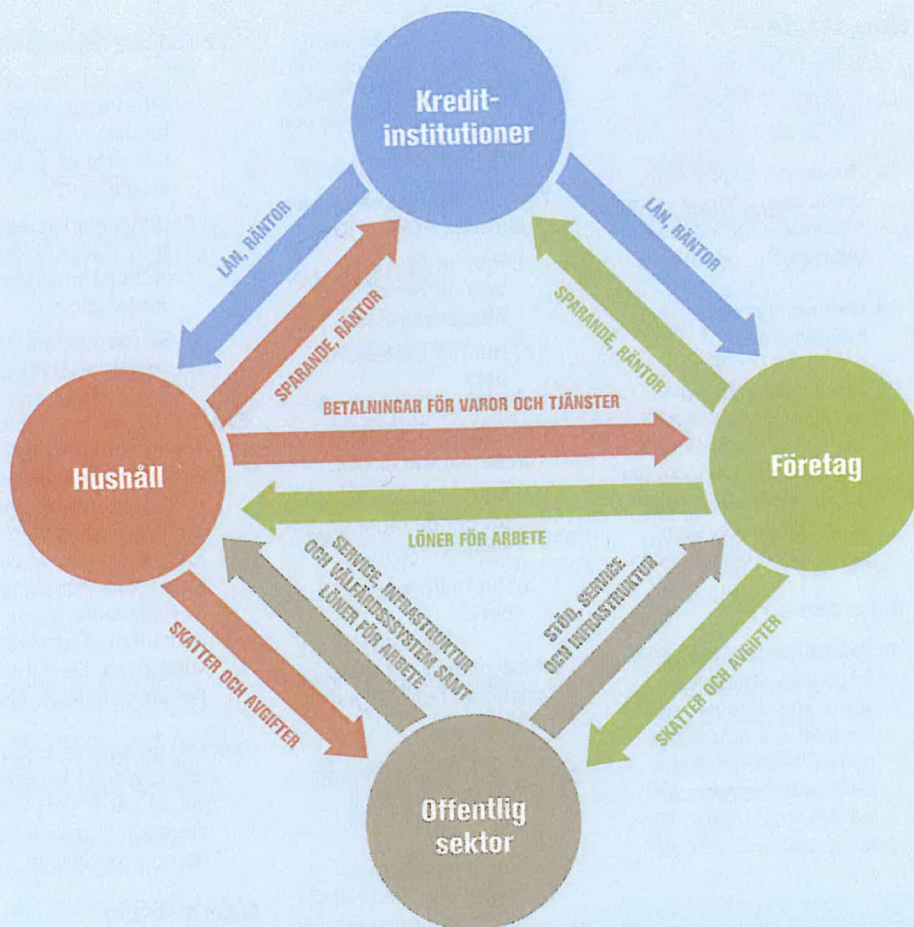 Kredit-
institutioner
LÅN, RÄNTOR
SPARANDE, RÄNTOR
LÅN, RÄNTOR
SPARANDE, RÄNTOR
BETALNINGAR FÖR VAROR OCH TJÄNSTER
Hushåll
Företag
LÖNER FÖR ARBETE
SERVICE, INFRASTRUKTUR
OCH VÄLFÄRDSSYSTEM SAMT
LÖNER FÖR ARBETE
STÖD, SERVICE
OCH INFRASTRUKTUR
SKATTER OCH AVGIFTER
SKATTER OCH AVGIFTER
Offentlig
sektor